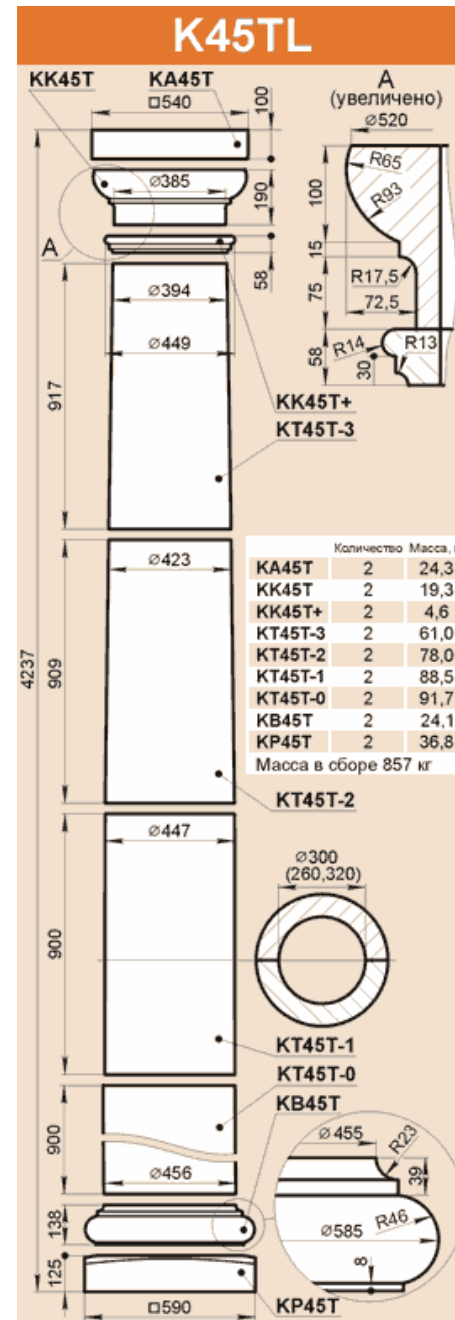 K45TL
KK45T KA45T
□540
100
A
(увеличено)
⌀520
⌀385
190
R65
R93
100
15
A
58
R17,5
75
72,5
⌀394
R14
R13
58
30
⌀449
917
KK45T+
KT45T-3
⌀423
Количество Масса,
KA45T 2 24,3
KK45T 2 19,3
KK45T+ 2 4,6
KT45T-3 2 61,0
KT45T-2 2 78,0
KT45T-1 2 88,5
KT45T-0 2 91,7
KB45T 2 24,1
KP45T 2 36,8
Масса в сборе 857 кг
4237
909
KT45T-2
⌀447
⌀300
(260,320)
900
KT45T-1
KT45T-0
KB45T
900
⌀455
R23
39
⌀456
138
⌀585
R46
8
125
□590
KP45T